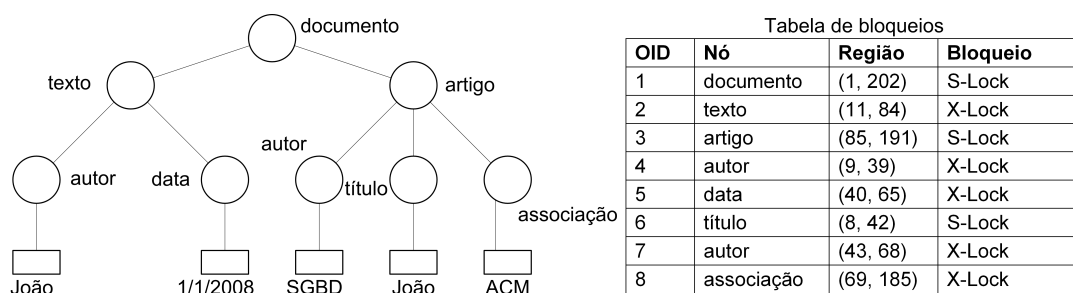 documento
texto
artigo
autor
data
autor
título
associação
João
1/1/2008
SGBD
João
ACM
Tabela de bloqueios
OID Nó Região Bloqueio
1 documento (1, 202) S-Lock
2 texto (11, 84) X-Lock
3 artigo (85, 191) S-Lock
4 autor (9, 39) X-Lock
5 data (40, 65) X-Lock
6 título (8, 42) S-Lock
7 autor (43, 68) X-Lock
8 associação (69, 185) X-Lock